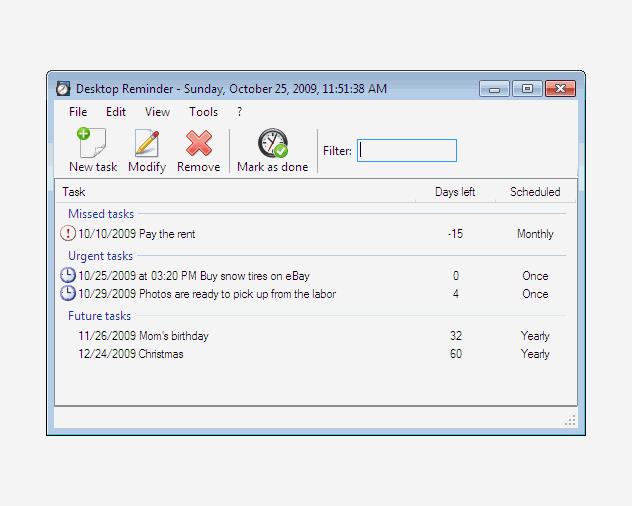 Desktop Reminder - Sunday, October 25, 2009, 11:51:38 AM
File Edit View Tools ?
New task Modify Remove Mark as done Filter:
Task Days left Scheduled
Missed tasks
10/10/2009 Pay the rent -15 Monthly
Urgent tasks
10/25/2009 at 03:20 PM Buy snow tires on eBay 0 Once
10/29/2009 Photos are ready to pick up from the labor 4 Once
Future tasks
11/26/2009 Mom's birthday 32 Yearly
12/24/2009 Christmas 60 Yearly